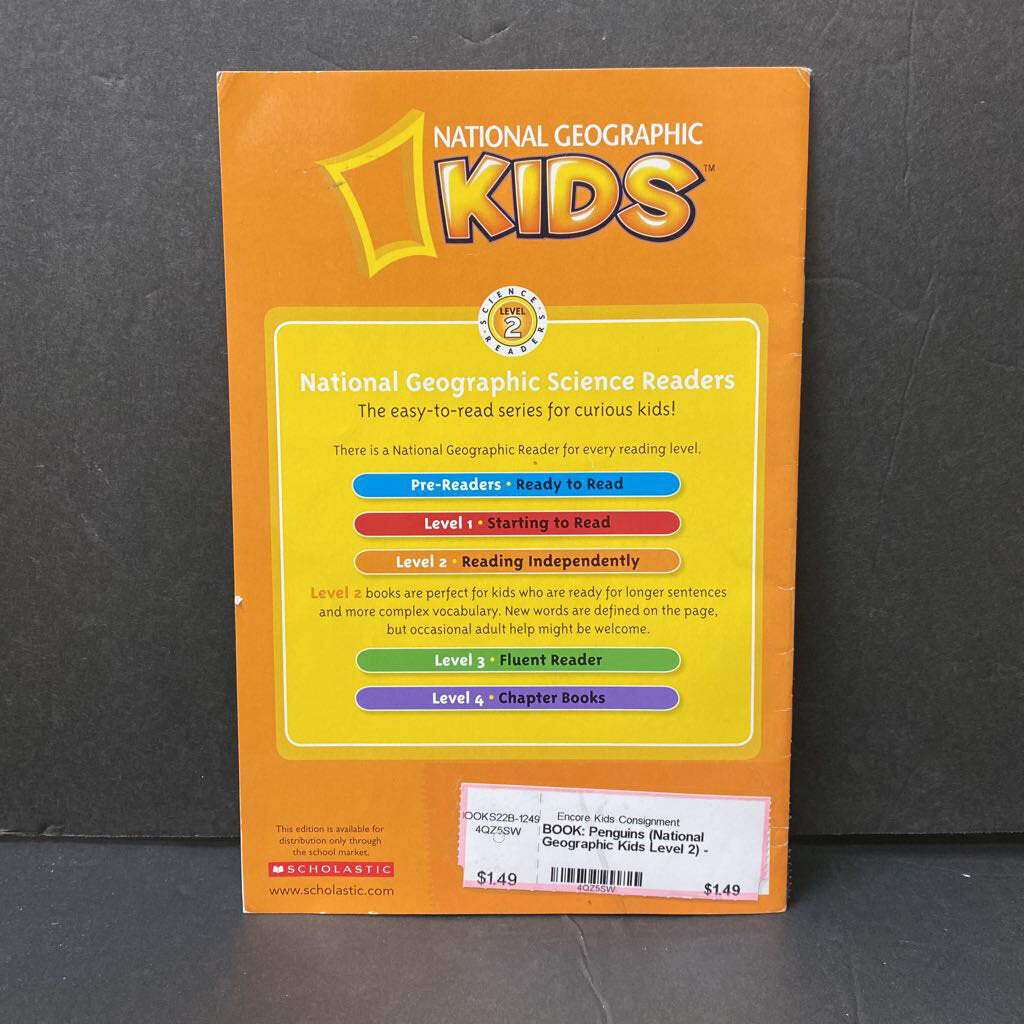 NATIONAL GEOGRAPHIC
KIDS™
SCIENCE • READER •
LEVEL
2
National Geographic Science Readers
The easy-to-read series for curious kids!
There is a National Geographic Reader for every reading level.
Pre-Readers • Ready to Read
Level 1 • Starting to Read
Level 2 • Reading Independently
Level 2 books are perfect for kids who are ready for longer sentences
and more complex vocabulary. New words are defined on the page,
but occasional adult help might be welcome.
Level 3 • Fluent Reader
Level 4 • Chapter Books
This edition is available for
distribution only through
the school market.
SCHOLASTIC
www.scholastic.com
OOKS22B-1249
4QZ5SW
$1.49
Encore Kids Consignment
BOOK: Penguins (National
Geographic Kids Level 2) -
4QZ5SW
$1.49